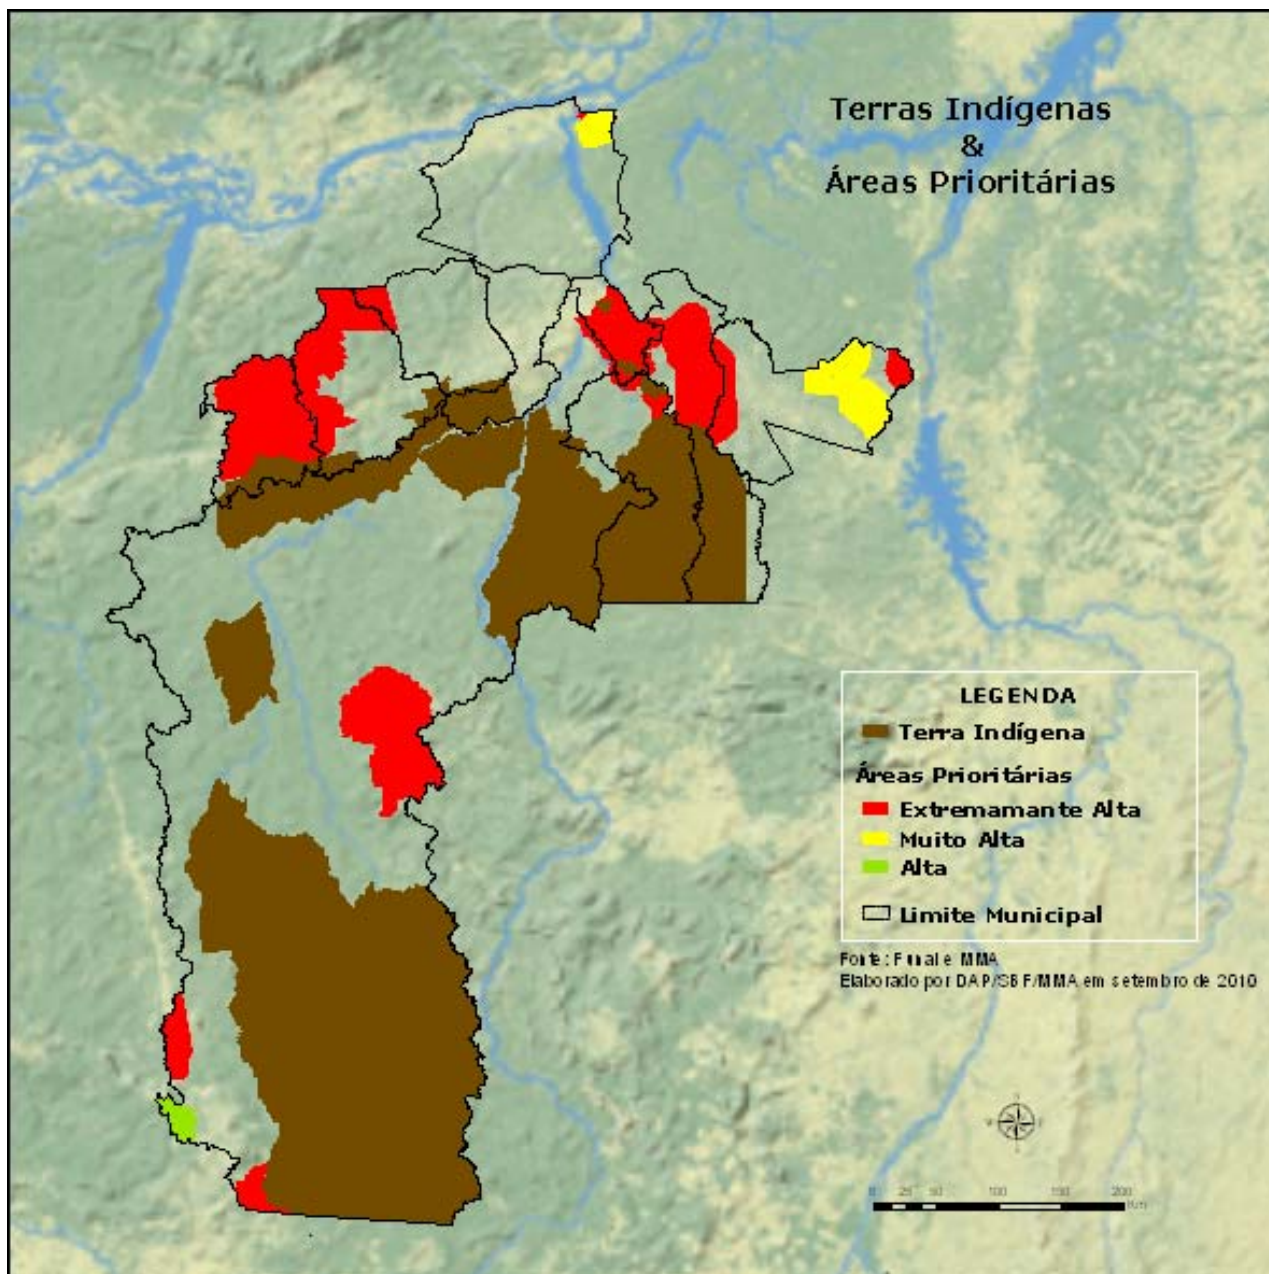 Terras Indígenas
&
Áreas Prioritárias
LEGENDA
Terra Indígena
Áreas Prioritárias
Extremamante Alta
Muito Alta
Alta
Limite Municipal
Fonte: Funai e MMA
Elaborado por DAP/SBF/MMA em setembro de 2010
0 25 50 100 150 200
Km